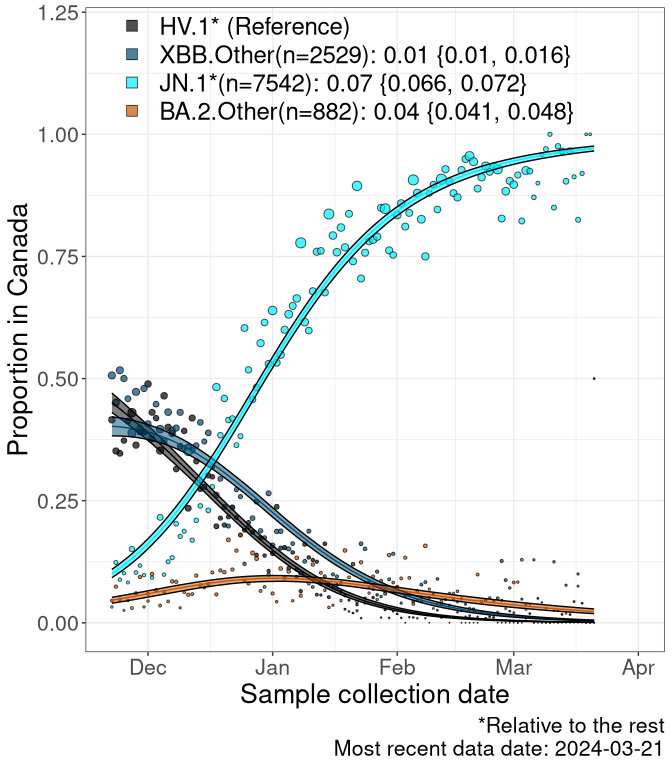 1.25
HV.1* (Reference)
XBB.Other(n=2529): 0.01 {0.01, 0.016}
JN.1*(n=7542): 0.07 {0.066, 0.072}
BA.2.Other(n=882): 0.04 {0.041, 0.048}
1.00
0.75
0.50
0.25
0.00
Proportion in Canada
Dec Jan Feb Mar Apr
Sample collection date
*Relative to the rest
Most recent data date: 2024-03-21